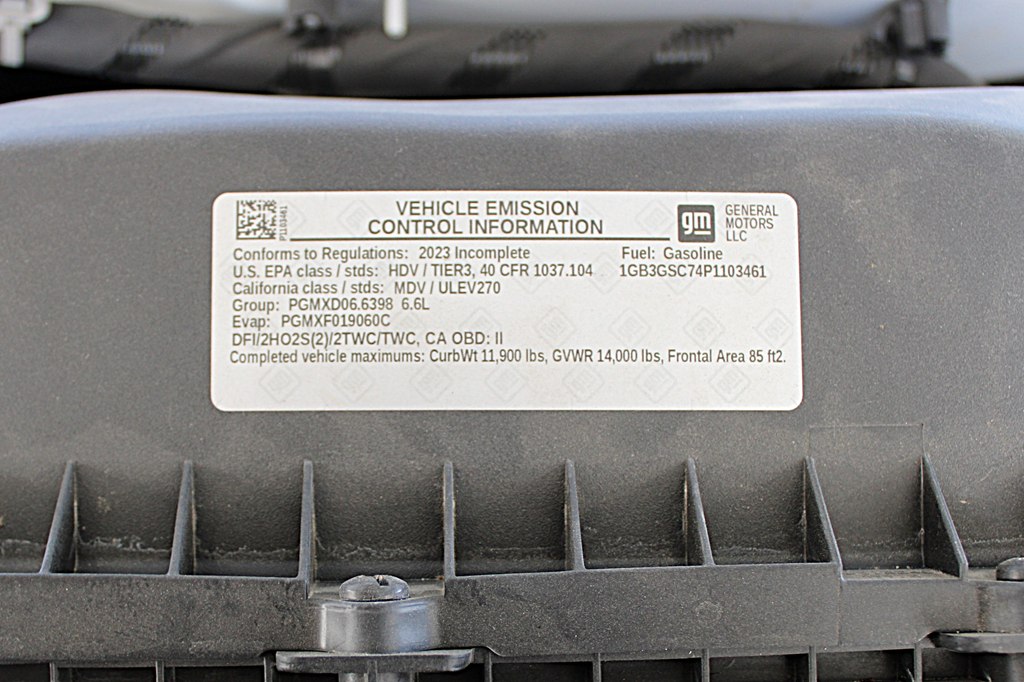 VEHICLE EMISSION
CONTROL INFORMATION
gm
GENERAL
MOTORS
LLC
P1103461
Conforms to Regulations: 2023 Incomplete
Fuel: Gasoline
U.S. EPA class / stds: HDV / TIER3, 40 CFR 1037.104
1GB3GSC74P1103461
California class / stds: MDV / ULEV270
Group: PGMXD06.6398 6.6L
Evap: PGMXF019060C
DFI/2HO2S(2)/2TWC/TWC, CA OBD: II
Completed vehicle maximums: CurbWt 11,900 lbs, GVWR 14,000 lbs, Frontal Area 85 ft2.